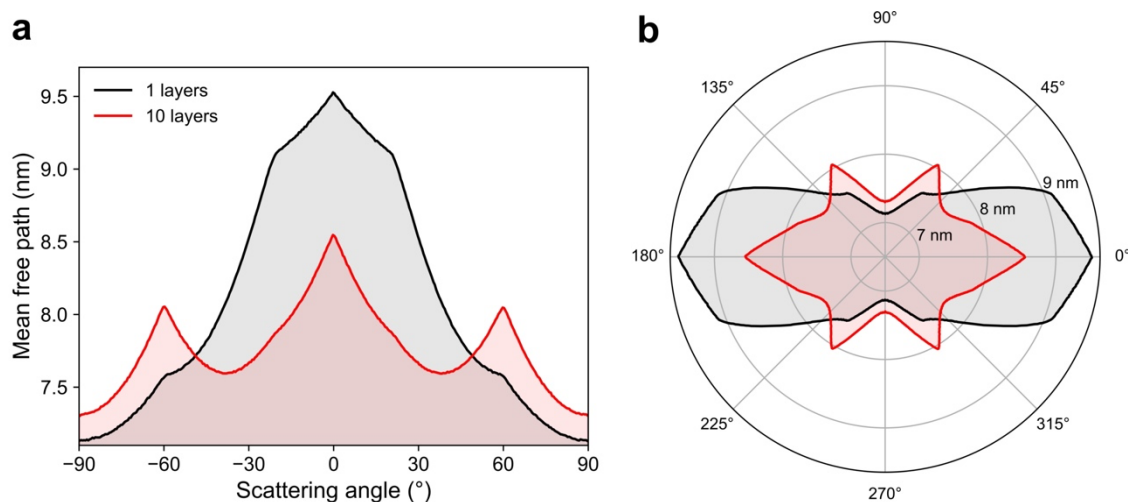 a
9.5
9.0
8.5
8.0
7.5
Mean free path (nm)
1 layers
10 layers
−90
−60
−30
0
30
60
90
Scattering angle (°)
b
90°
135°
45°
180°
0°
225°
315°
270°
9 nm
8 nm
7 nm